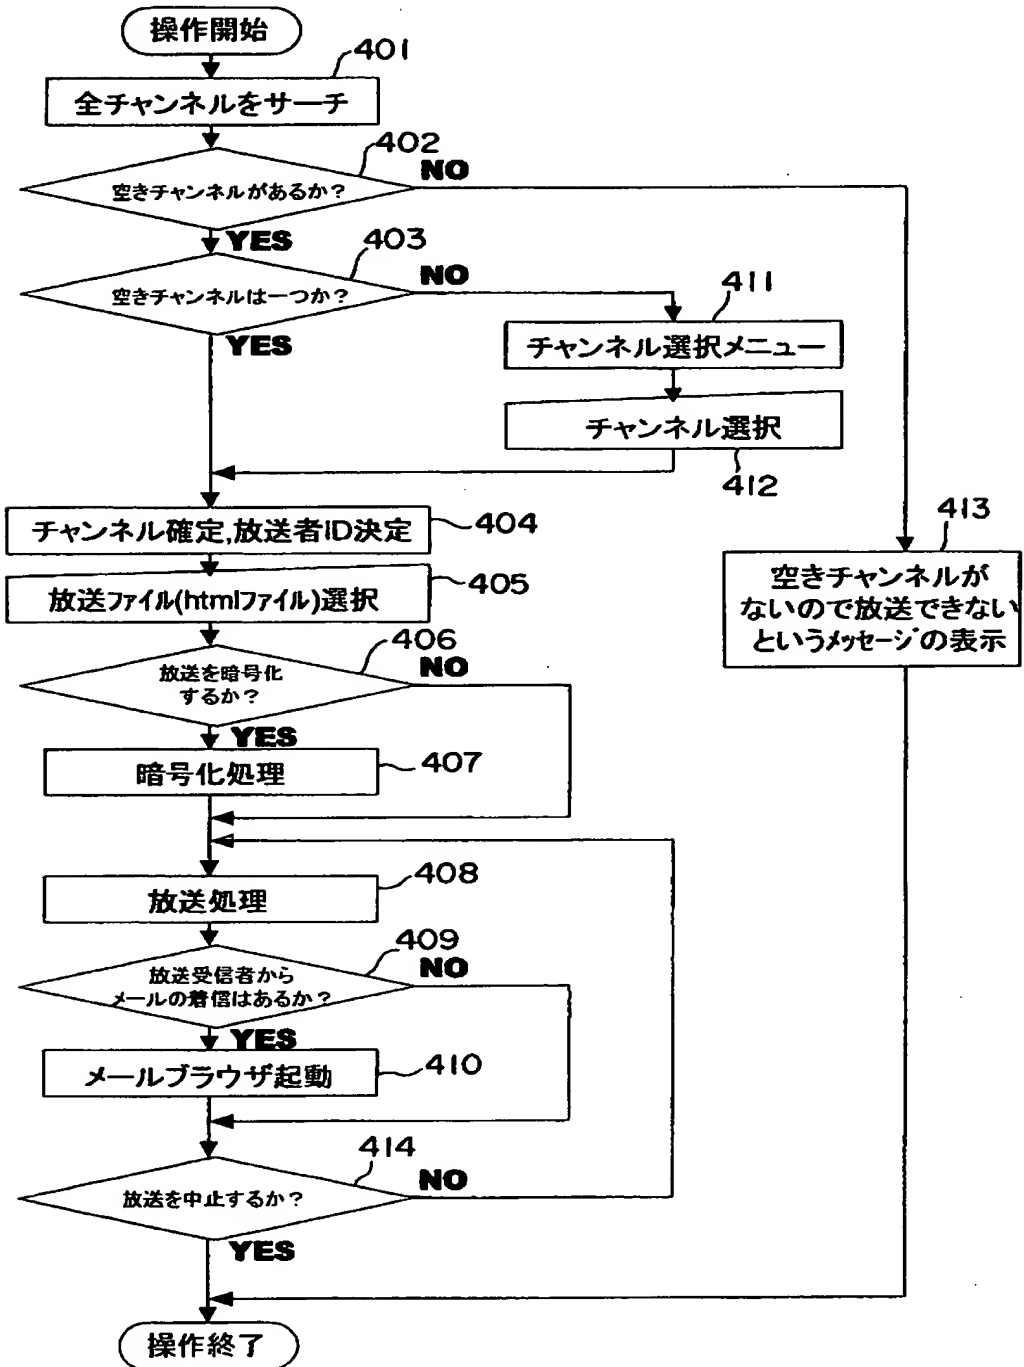 操作開始
401
全チャンネルをサーチ
402
空きチャンネルがあるか?
NO
YES
403
空きチャンネルは一つか?
NO
YES
411
チャンネル選択メニュー
チャンネル選択
412
チャンネル確定,放送者ID決定
404
放送ファイル(htmlファイル)選択
405
413
空きチャンネルが
ないので放送できない
というメッセージの表示
406
放送を暗号化
するか?
NO
YES
暗号化処理
407
放送処理
408
409
放送受信者から
メールの着信はあるか?
NO
YES
メールブラウザ起動
410
414
放送を中止するか?
NO
YES
操作終了